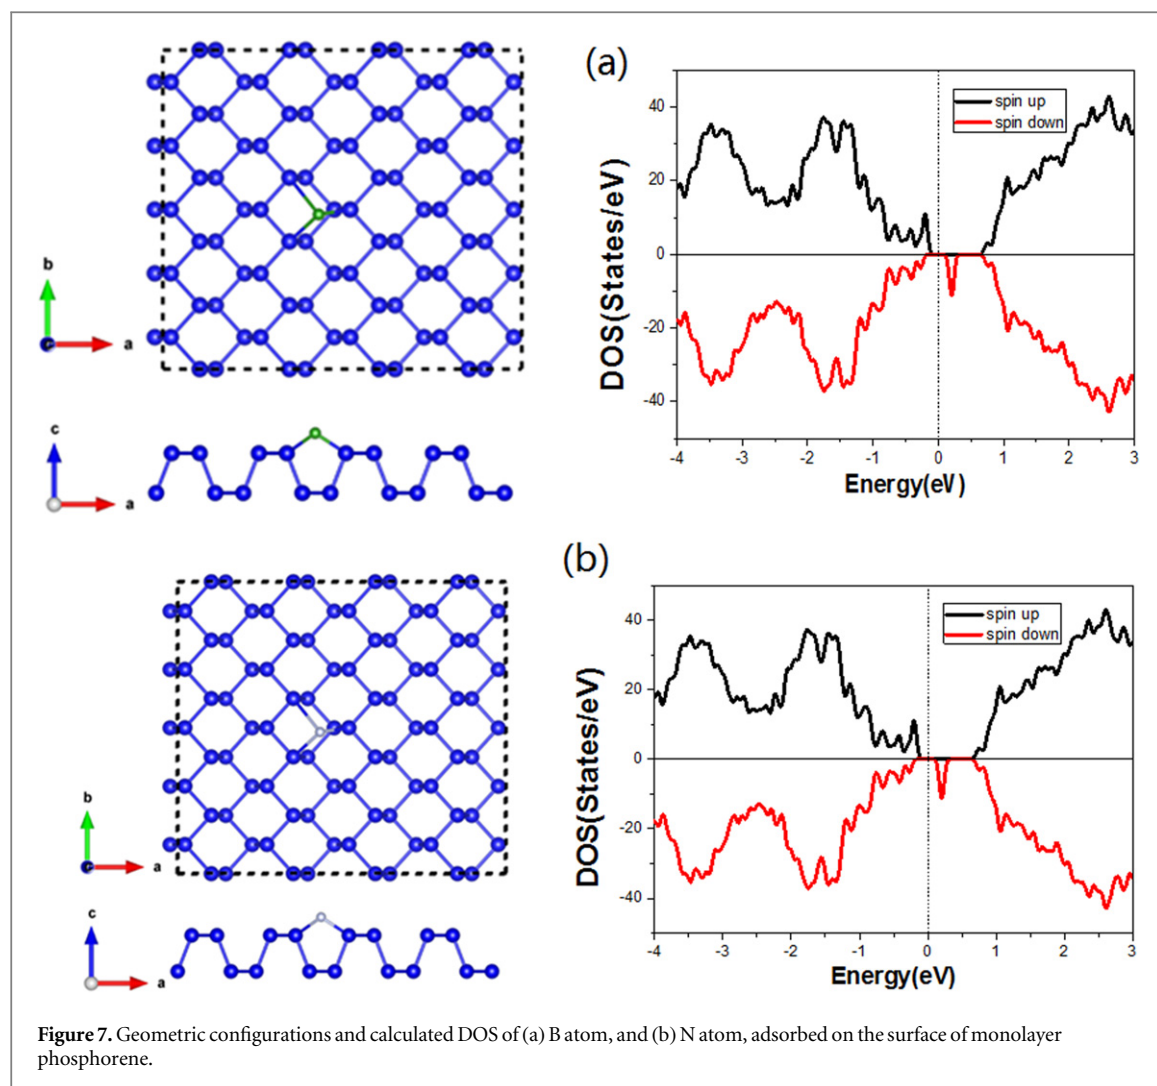 (a)
spin up
spin down
DOS(States/eV)
40
20
0
-20
-40
-4 -3 -2 -1 0 1 2 3
Energy(eV)
b
a
c
a
(b)
spin up
spin down
DOS(States/eV)
40
20
0
-20
-40
-4 -3 -2 -1 0 1 2 3
Energy(eV)
b
a
c
a
Figure 7. Geometric configurations and calculated DOS of (a) B atom, and (b) N atom, adsorbed on the surface of monolayer
phosphorene.